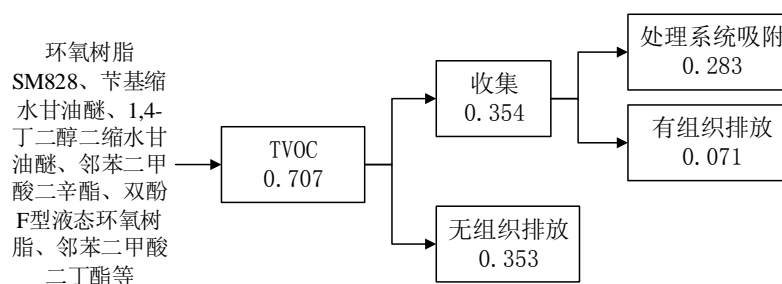 环氧树脂
SM828、苄基缩
水甘油醚、1,4-
丁二醇二缩水甘
油醚、邻苯二甲
酸二辛酯、双酚
F型液态环氧树
脂、邻苯二甲酸
二丁酯等
TVOC
0.707
收集
0.354
无组织排放
0.353
处理系统吸附
0.283
有组织排放
0.071